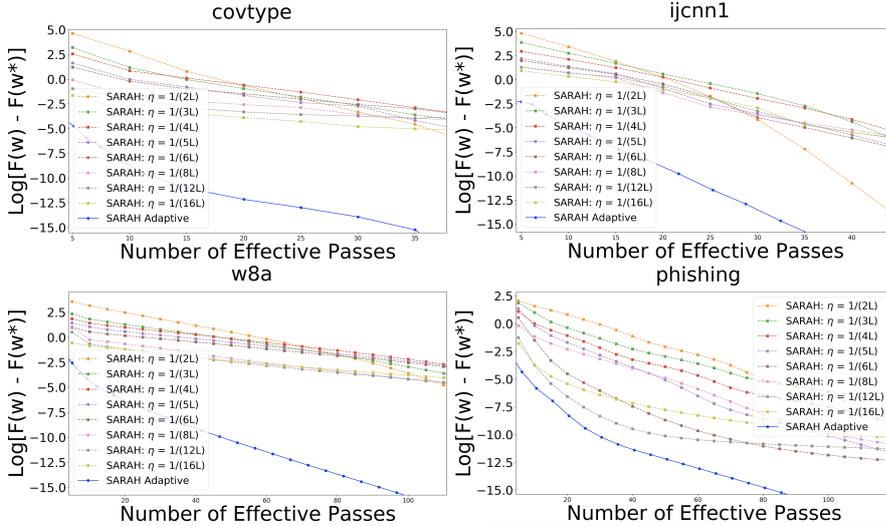 covtype
Log[F(w) - F(w*)]
5.0
2.5
0.0
−2.5
−5.0
−7.5
−10.0
−12.5
−15.0
SARAH: η = 1/(2L)
SARAH: η = 1/(3L)
SARAH: η = 1/(4L)
SARAH: η = 1/(5L)
SARAH: η = 1/(6L)
SARAH: η = 1/(8L)
SARAH: η = 1/(12L)
SARAH: η = 1/(16L)
SARAH Adaptive
5 10 15 20 25 30 35
Number of Effective Passes
ijcnn1
Log[F(w) - F(w*)]
5.0
2.5
0.0
−2.5
−5.0
−7.5
−10.0
−12.5
−15.0
SARAH: η = 1/(2L)
SARAH: η = 1/(3L)
SARAH: η = 1/(4L)
SARAH: η = 1/(5L)
SARAH: η = 1/(6L)
SARAH: η = 1/(8L)
SARAH: η = 1/(12L)
SARAH: η = 1/(16L)
SARAH Adaptive
5 10 15 20 25 30 35 40
Number of Effective Passes
w8a
Log[F(w) - F(w*)]
2.5
0.0
−2.5
−5.0
−7.5
−10.0
−12.5
−15.0
SARAH: η = 1/(2L)
SARAH: η = 1/(3L)
SARAH: η = 1/(4L)
SARAH: η = 1/(5L)
SARAH: η = 1/(6L)
SARAH: η = 1/(8L)
SARAH: η = 1/(12L)
SARAH: η = 1/(16L)
SARAH Adaptive
20 40 60 80 100
Number of Effective Passes
phishing
Log[F(w) - F(w*)]
2.5
0.0
−2.5
−5.0
−7.5
−10.0
−12.5
−15.0
SARAH: η = 1/(2L)
SARAH: η = 1/(3L)
SARAH: η = 1/(4L)
SARAH: η = 1/(5L)
SARAH: η = 1/(6L)
SARAH: η = 1/(8L)
SARAH: η = 1/(12L)
SARAH: η = 1/(16L)
SARAH Adaptive
20 40 60 80 100
Number of Effective Passes